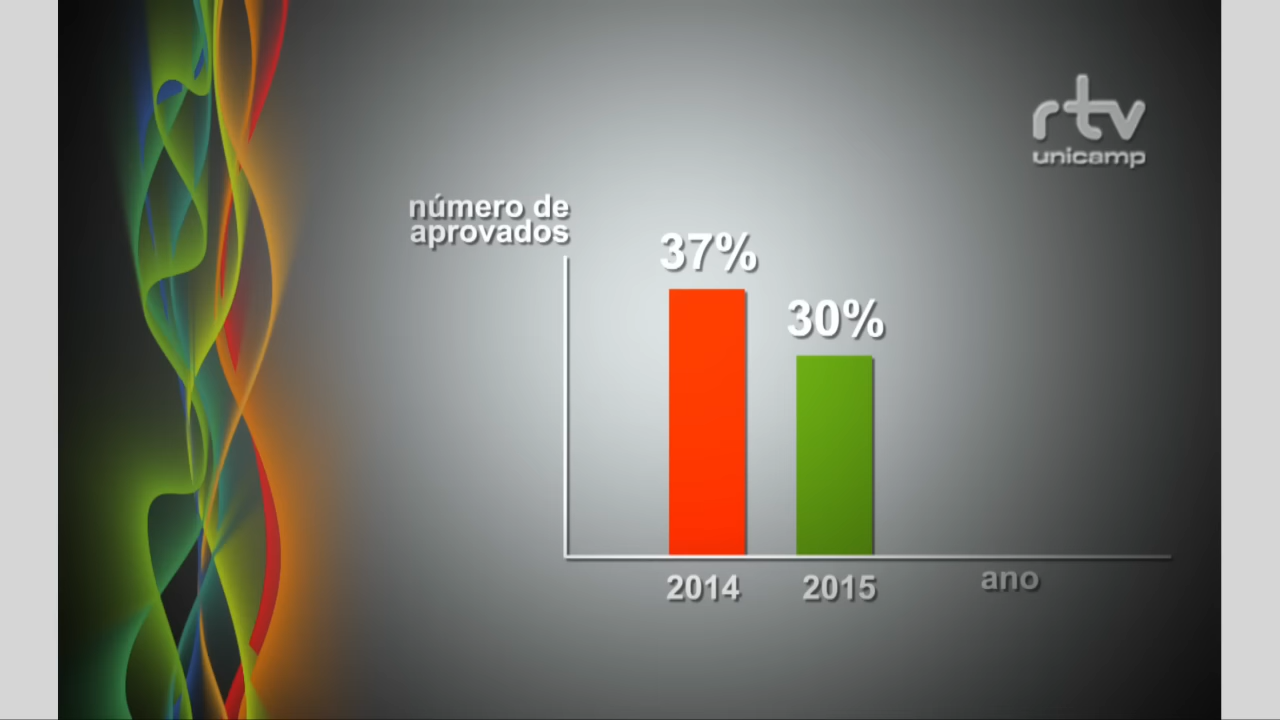 rtv
unicamp
número de
aprovados
37%
30%
2014
2015
ano